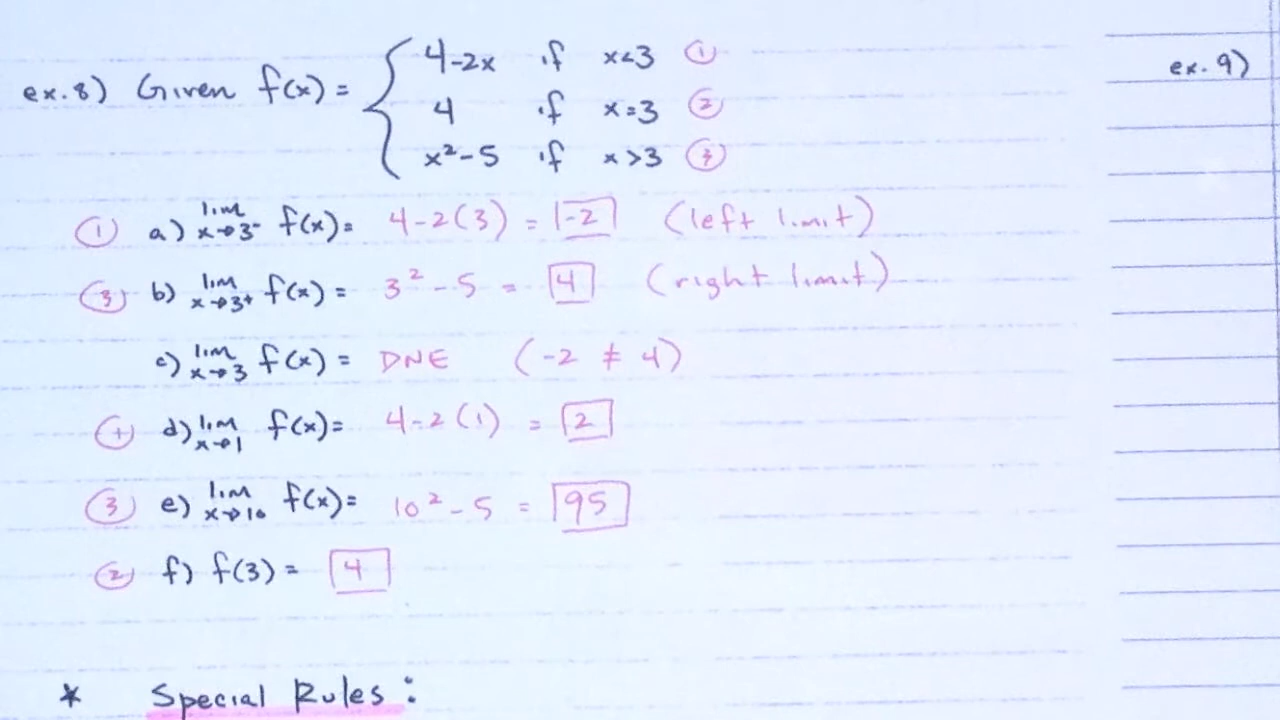 ex.8) Given f(x) = { 4-2x if x<3 ①
4 if x=3 ②
x²-5 if x>3 ③
① a) lim x→3⁻ f(x) = 4-2(3) = -2 (left limit)
③ b) lim x→3⁺ f(x) = 3²-5 = 4 (right limit)
c) lim x→3 f(x) = DNE (-2 ≠ 4)
① d) lim x→1 f(x) = 4-2(1) = 2
③ e) lim x→10 f(x) = 10²-5 = 95
② f) f(3) = 4
* Special Rules:
ex. 9)